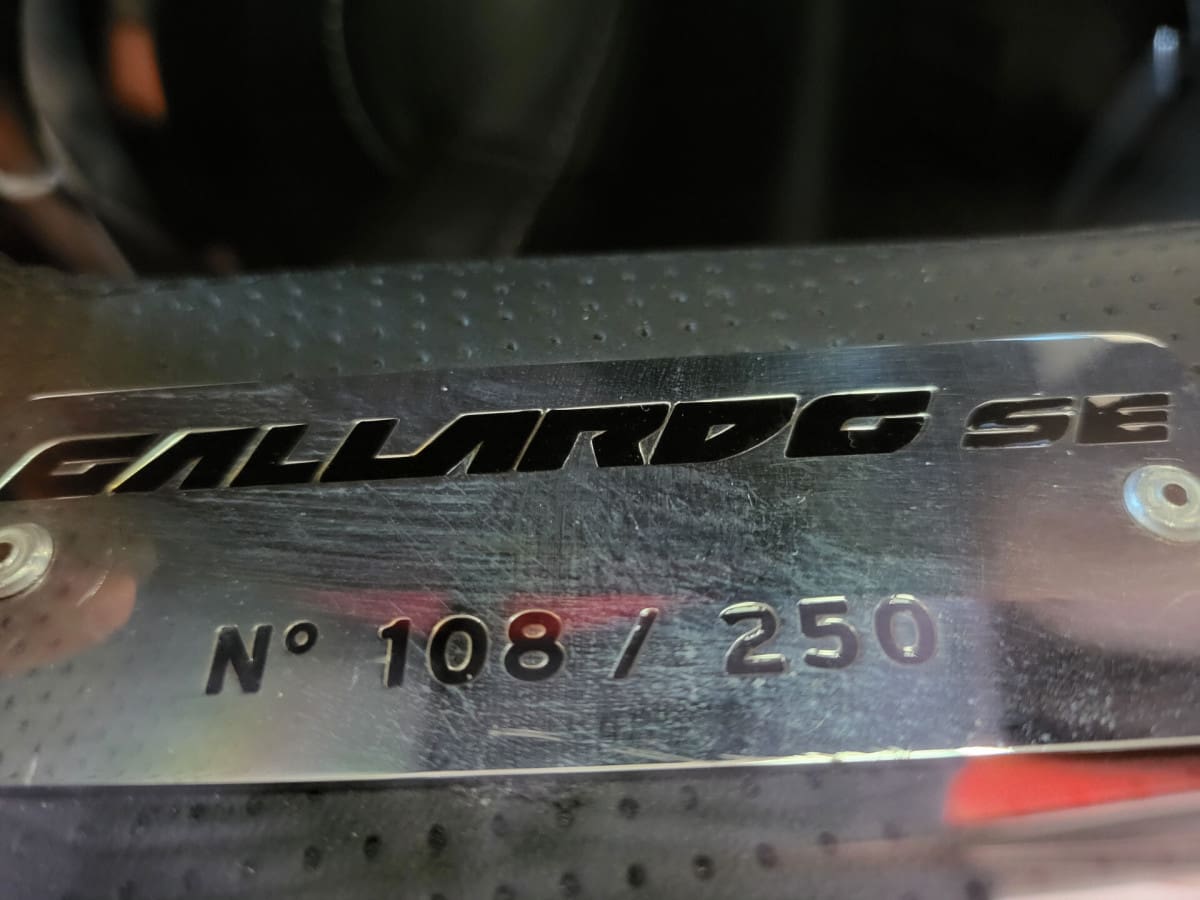 GALLARDO SE
N° 108 / 250